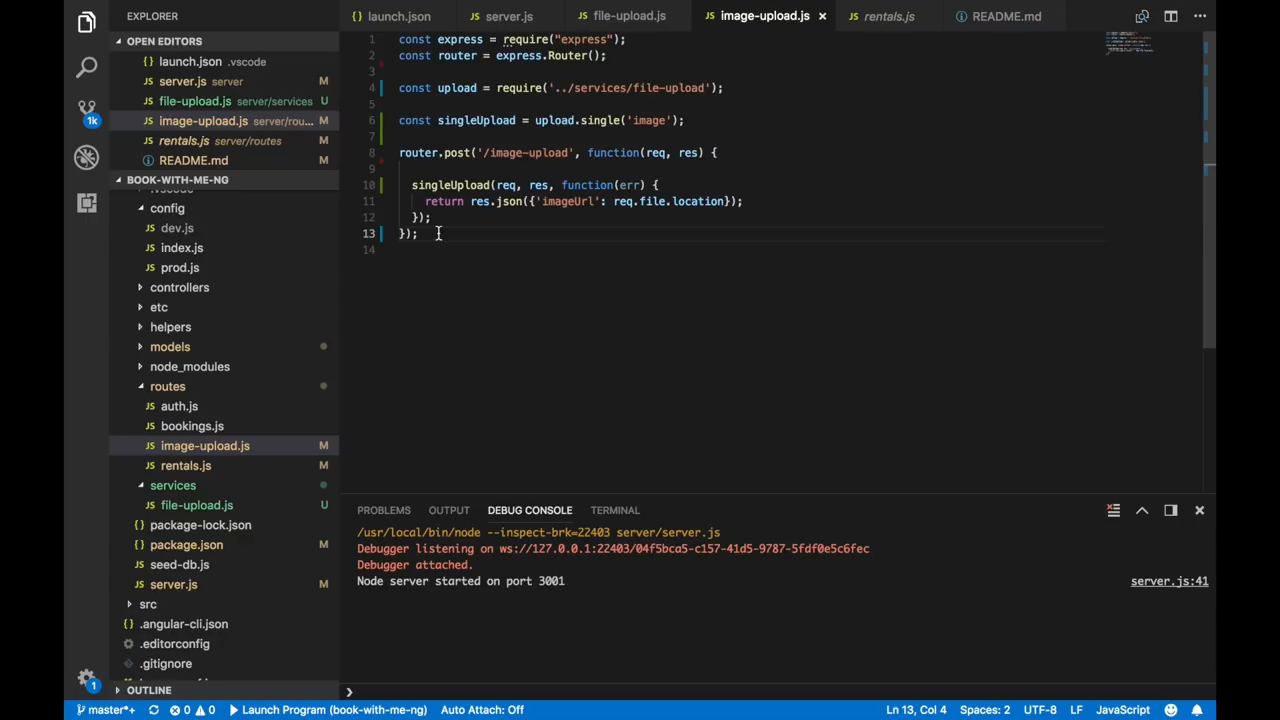 EXPLORER
launch.json
server.js
file-upload.js
image-upload.js
rentals.js
README.md
OPEN EDITORS
launch.json .vscode
server.js server M
file-upload.js server/services U
image-upload.js server/rou... M
rentals.js server/routes M
README.md M
BOOK-WITH-ME-NG
config
dev.js
index.js
prod.js
controllers
etc
helpers
models
node_modules
routes
auth.js
bookings.js
image-upload.js M
rentals.js M
services
file-upload.js U
package-lock.json
package.json M
seed-db.js
server.js M
src
.angular-cli.json
.editorconfig
.gitignore
OUTLINE
1k
1
1 const express = require("express");
2 const router = express.Router();
3
4 const upload = require('../services/file-upload');
5
6 const singleUpload = upload.single('image');
7
8 router.post('/image-upload', function(req, res) {
9
10 singleUpload(req, res, function(err) {
11 return res.json({'imageUrl': req.file.location});
12 });
13 });
14
PROBLEMS OUTPUT DEBUG CONSOLE TERMINAL
/usr/local/bin/node --inspect-brk=22403 server/server.js
Debugger listening on ws://127.0.0.1:22403/04f5bca5-c157-41d5-9787-5fdf0e5c6fec
Debugger attached.
Node server started on port 3001 server.js:41
master*+ 0 0 Launch Program (book-with-me-ng) Auto Attach: Off Ln 13, Col 4 Spaces: 2 UTF-8 LF JavaScript